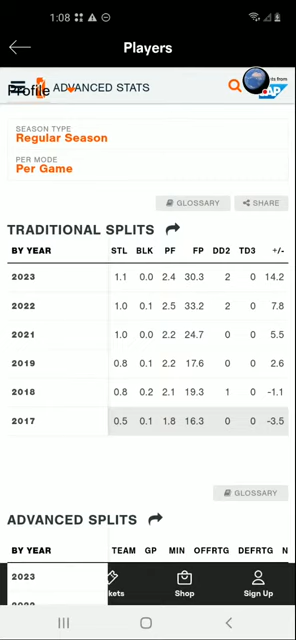 1:08
Players
Profile
ADVANCED STATS
SAP
SEASON TYPE
Regular Season
PER MODE
Per Game
GLOSSARY SHARE
TRADITIONAL SPLITS
BY YEAR STL BLK PF FP DD2 TD3 +/-
2023 1.1 0.0 2.4 30.3 2 0 14.2
2022 1.0 0.1 2.5 33.2 2 0 7.8
2021 1.0 0.0 2.2 24.7 0 0 5.5
2019 0.8 0.1 2.2 17.6 0 0 2.6
2018 0.8 0.2 2.1 19.3 1 0 -1.1
2017 0.5 0.1 1.8 16.3 0 0 -3.5
GLOSSARY
ADVANCED SPLITS
BY YEAR TEAM GP MIN OFFRTG DEFRTG N
2023
kets Shop Sign Up